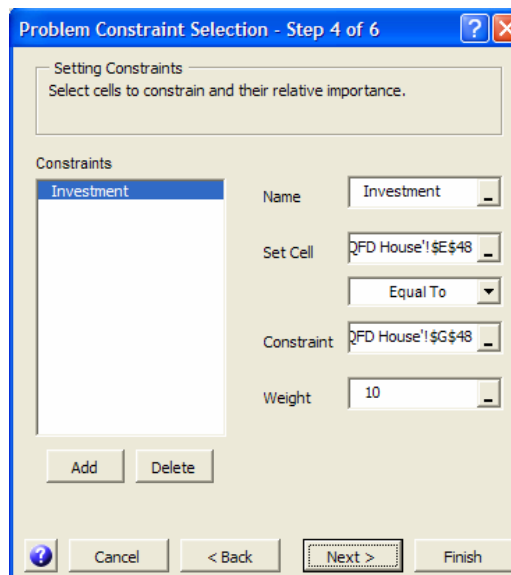 Problem Constraint Selection - Step 4 of 6
Setting Constraints
Select cells to constrain and their relative importance.
Constraints
Investment
Name
Investment
Set Cell
QFD House'!$E$48
Equal To
Constraint
QFD House'!$G$48
Weight
10
Add
Delete
Cancel
< Back
Next >
Finish